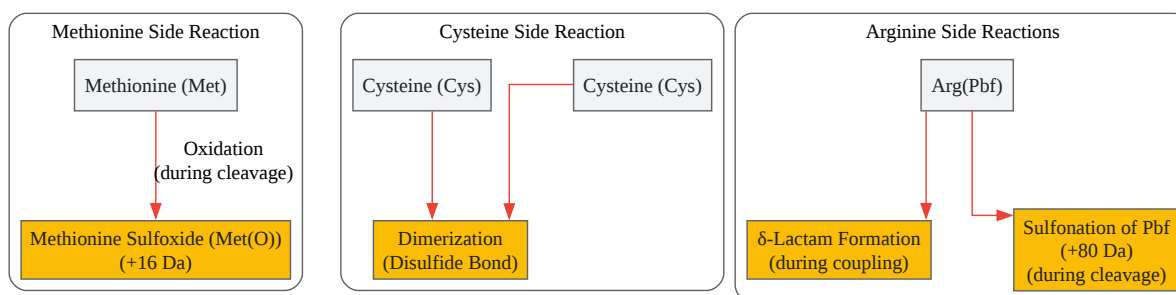 Methionine Side Reaction
Methionine (Met)
Oxidation
(during cleavage)
Methionine Sulfoxide (Met(O))
(+16 Da)
Cysteine Side Reaction
Cysteine (Cys)
Cysteine (Cys)
Dimerization
(Disulfide Bond)
Arginine Side Reactions
Arg(Pbf)
δ-Lactam Formation
(during coupling)
Sulfonation of Pbf
(+80 Da)
(during cleavage)